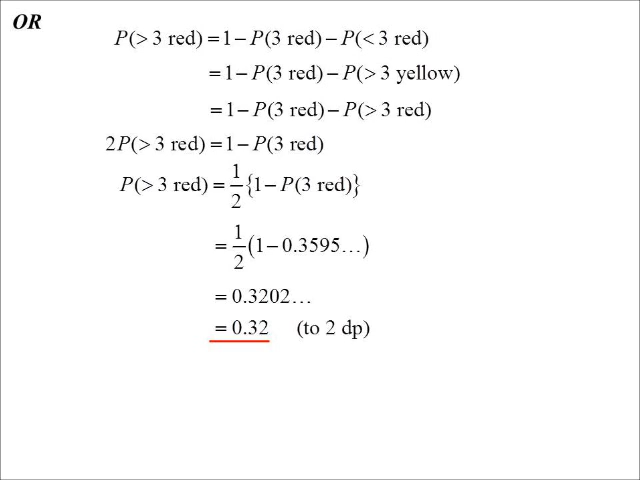 OR
P(> 3 red) = 1 − P(3 red) − P(< 3 red)
= 1 − P(3 red) − P(> 3 yellow)
= 1 − P(3 red) − P(> 3 red)
2P(> 3 red) = 1 − P(3 red)
P(> 3 red) = 1/2 {1 − P(3 red)}
= 1/2 (1 − 0.3595…)
= 0.3202…
= 0.32 (to 2 dp)